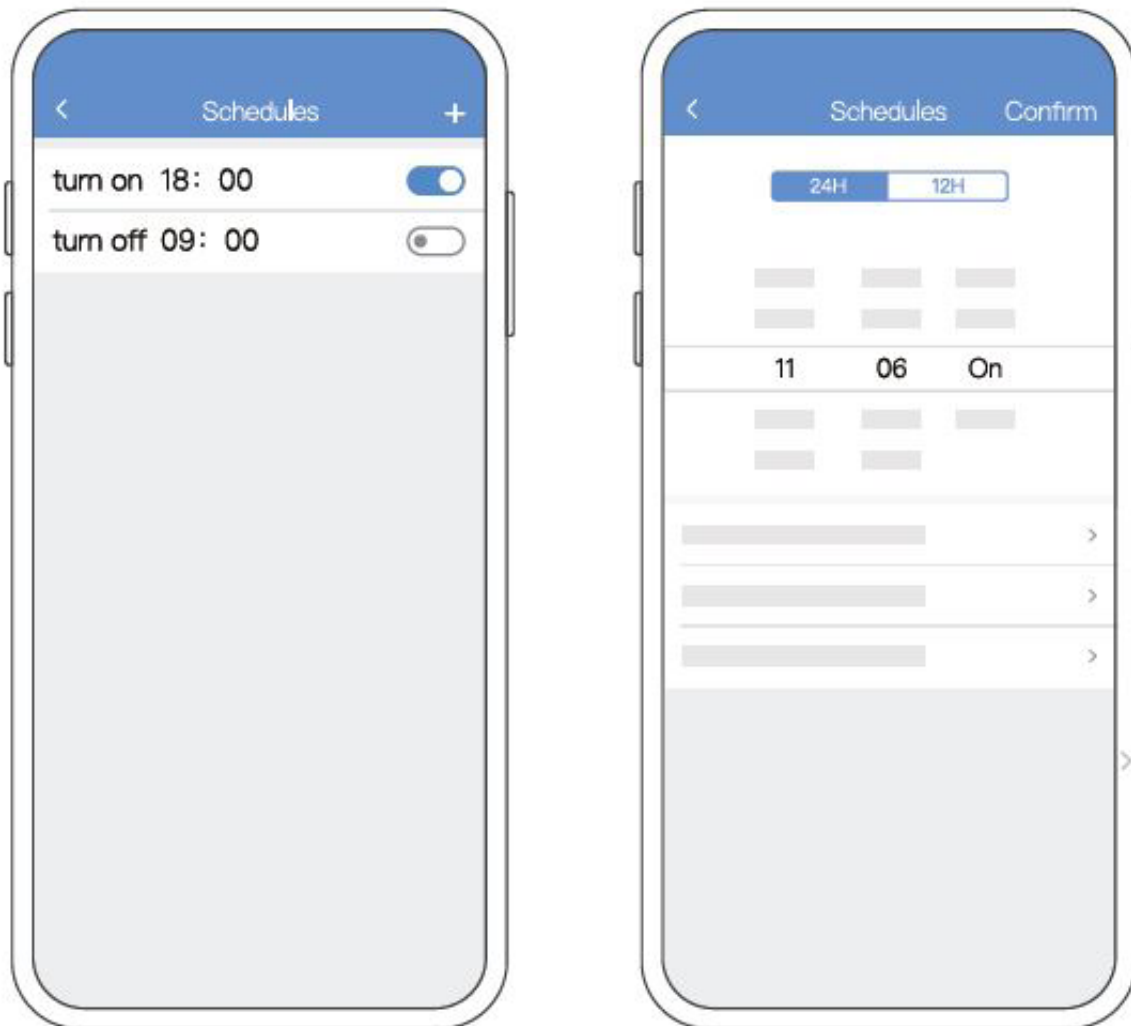 Schedules +
turn on 18: 00
turn off 09: 00
Schedules Confirm
24H 12H
11 06 On